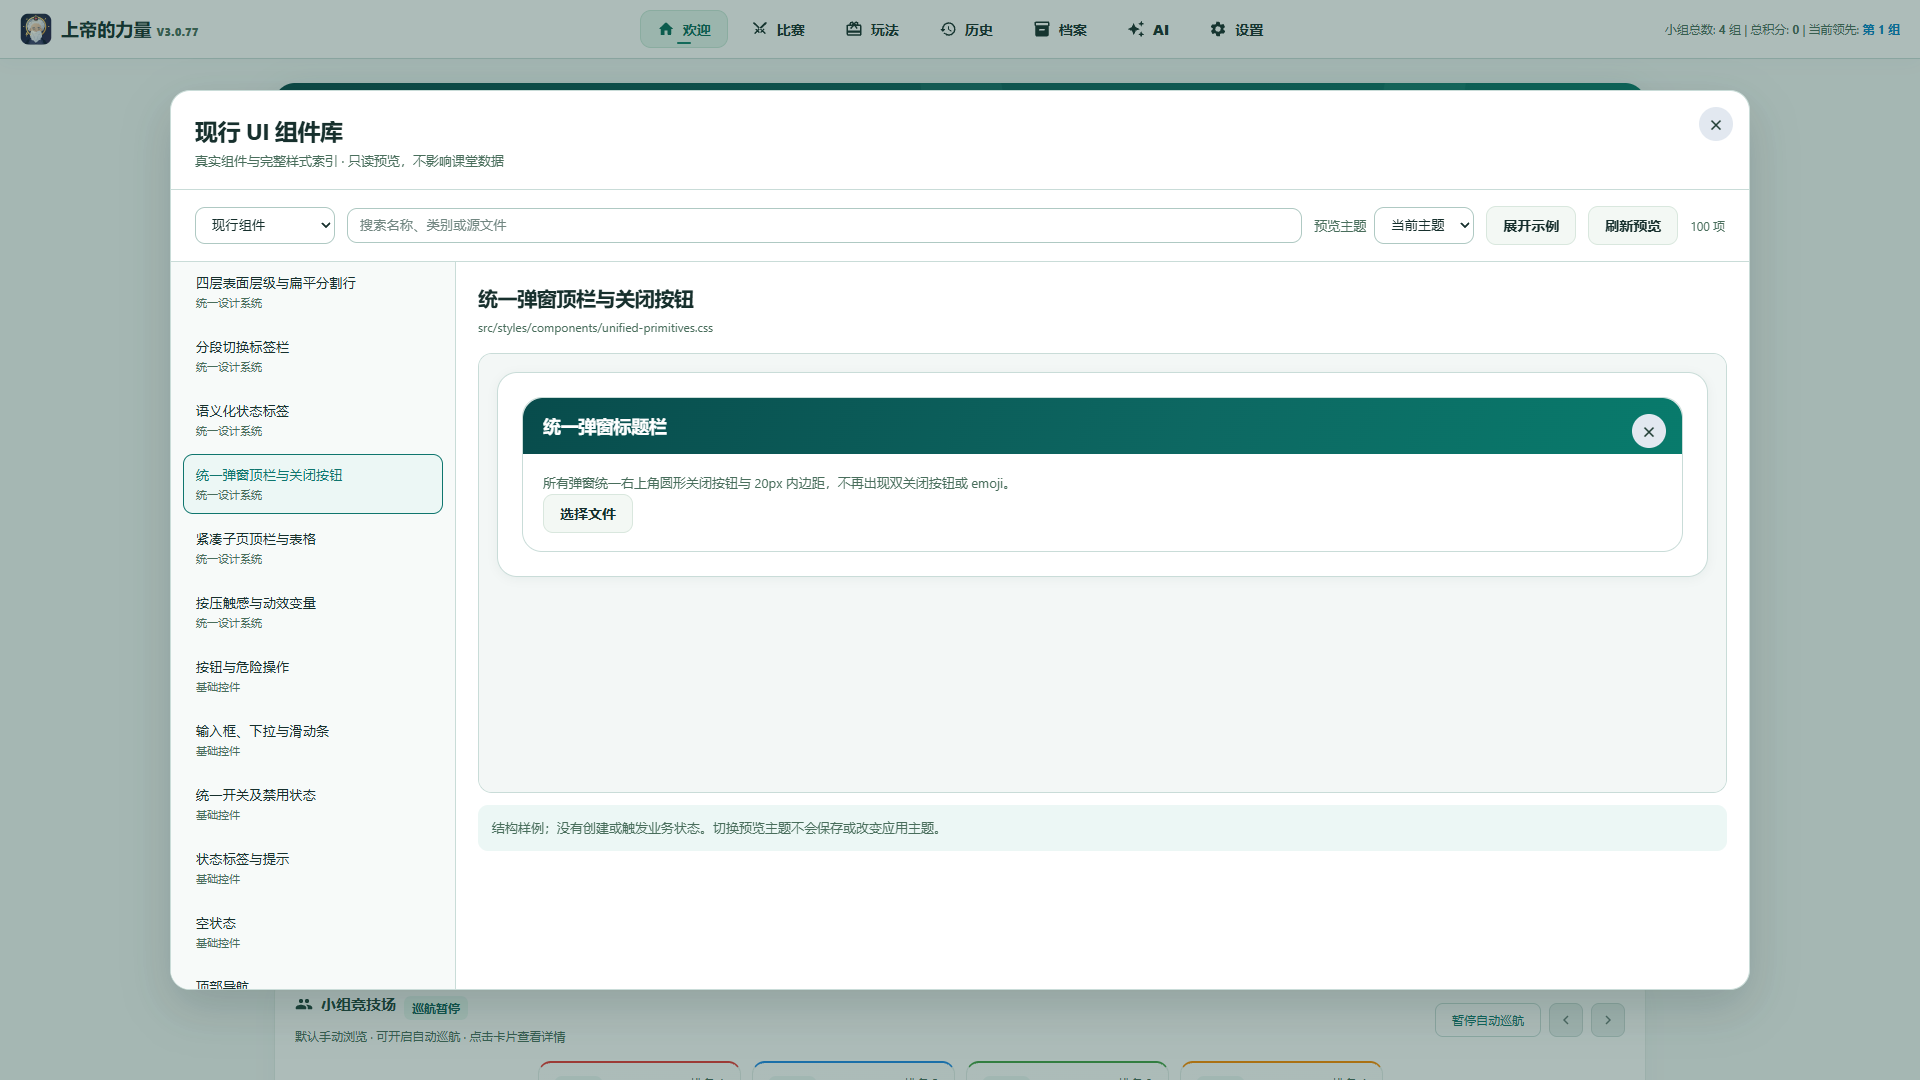 上帝的力量 V3.0.77
欢迎
比赛
玩法
历史
档案
AI
设置
小组总数: 4 组 | 总积分: 0 | 当前领先: 第 1 组
现行 UI 组件库
真实组件与完整样式索引 · 只读预览，不影响课堂数据
现行组件
搜索名称、类别或源文件
预览主题
当前主题
展开示例
刷新预览
100 项
四层表面层级与扁平分割行
统一设计系统
分段切换标签栏
统一设计系统
语义化状态标签
统一设计系统
统一弹窗顶栏与关闭按钮
统一设计系统
紧凑子页顶栏与表格
统一设计系统
按压触感与动效变量
统一设计系统
按钮与危险操作
基础控件
输入框、下拉与滑动条
基础控件
统一开关及禁用状态
基础控件
状态标签与提示
基础控件
空状态
基础控件
顶部导航
统一弹窗顶栏与关闭按钮
src/styles/components/unified-primitives.css
统一弹窗标题栏
所有弹窗统一右上角圆形关闭按钮与 20px 内边距，不再出现双关闭按钮或 emoji。
选择文件
结构样例；没有创建或触发业务状态。切换预览主题不会保存或改变应用主题。
小组竞技场
巡航暂停
默认手动浏览 · 可开启自动巡航 · 点击卡片查看详情
暂停自动巡航